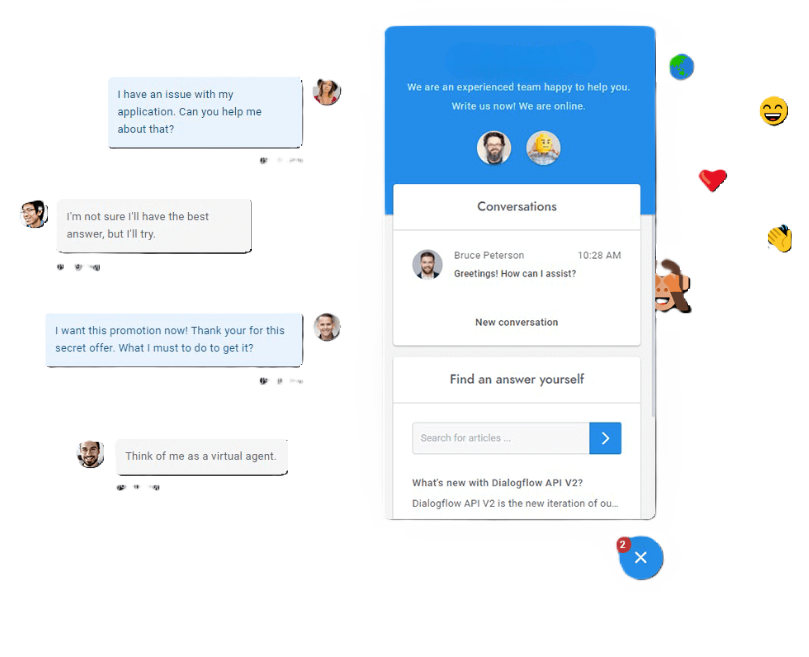 I have an issue with my
application. Can you help me
about that?
I'm not sure I'll have the best
answer, but I'll try.
I want this promotion now! Thank your for this
secret offer. What I must to do to get it?
Think of me as a virtual agent.
We are an experienced team happy to help you.
Write us now! We are online.
Conversations
Bruce Peterson 10:28 AM
Greetings! How can I assist?
New conversation
Find an answer yourself
Search for articles ...
What's new with Dialogflow API V2?
Dialogflow API V2 is the new iteration of ou...
2